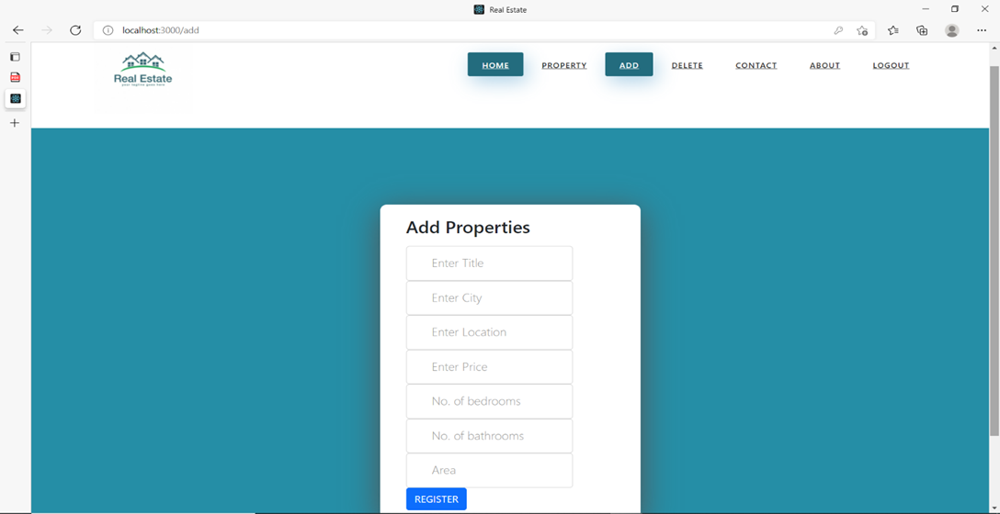 Real Estate
localhost:3000/add
Real Estate
your tagline goes here
HOME PROPERTY ADD DELETE CONTACT ABOUT LOGOUT
Add Properties
Enter Title
Enter City
Enter Location
Enter Price
No. of bedrooms
No. of bathrooms
Area
REGISTER